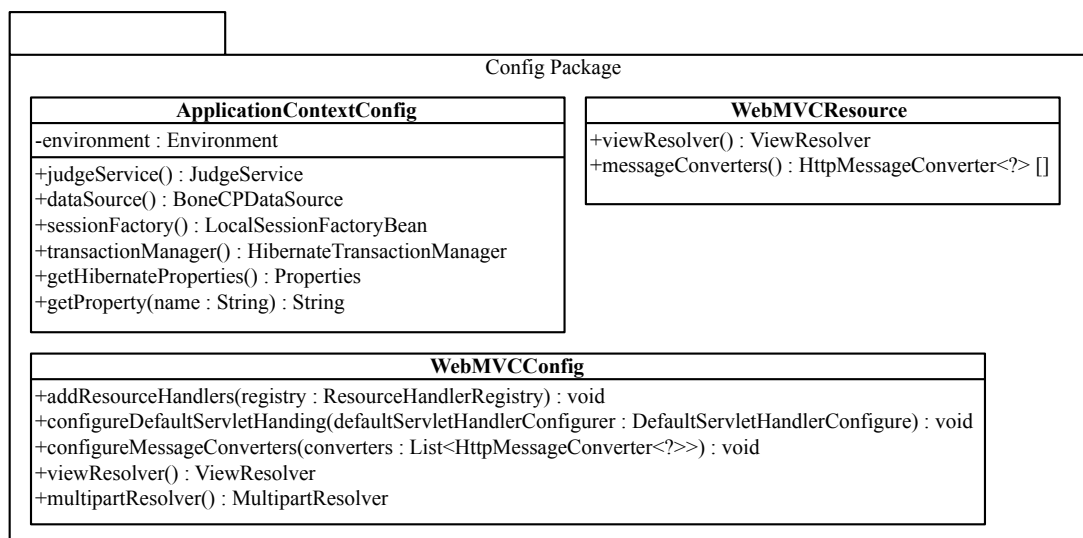 Config Package
ApplicationContextConfig
-environment : Environment
+judgeService() : JudgeService
+dataSource() : BoneCPDataSource
+sessionFactory() : LocalSessionFactoryBean
+transactionManager() : HibernateTransactionManager
+getHibernateProperties() : Properties
+getProperty(name : String) : String
WebMVCResource
+viewResolver() : ViewResolver
+messageConverters() : HttpMessageConverter<?> []
WebMVCConfig
+addResourceHandlers(registry : ResourceHandlerRegistry) : void
+configureDefaultServletHanding(defaultServletHandlerConfigurer : DefaultServletHandlerConfigure) : void
+configureMessageConverters(converters : List<HttpMessageConverter<?>>) : void
+viewResolver() : ViewResolver
+multipartResolver() : MultipartResolver